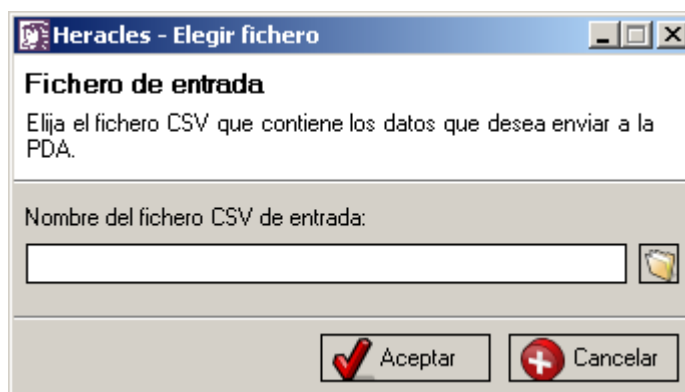 Heracles - Elegir fichero
Fichero de entrada
Elija el fichero CSV que contiene los datos que desea enviar a la
PDA.
Nombre del fichero CSV de entrada:
Aceptar
Cancelar